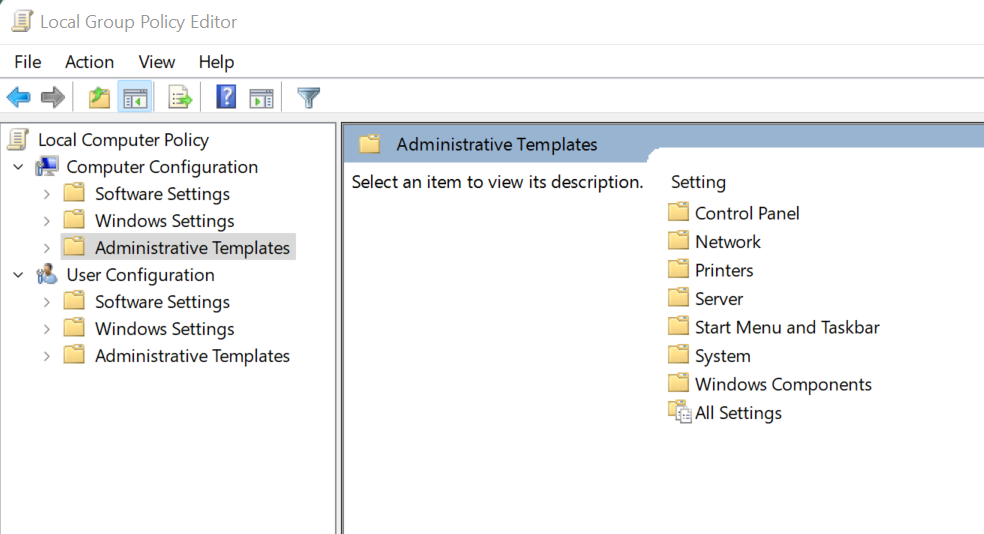 Local Group Policy Editor
File Action View Help
Local Computer Policy
Computer Configuration
Software Settings
Windows Settings
Administrative Templates
User Configuration
Software Settings
Windows Settings
Administrative Templates
Administrative Templates
Select an item to view its description.
Setting
Control Panel
Network
Printers
Server
Start Menu and Taskbar
System
Windows Components
All Settings